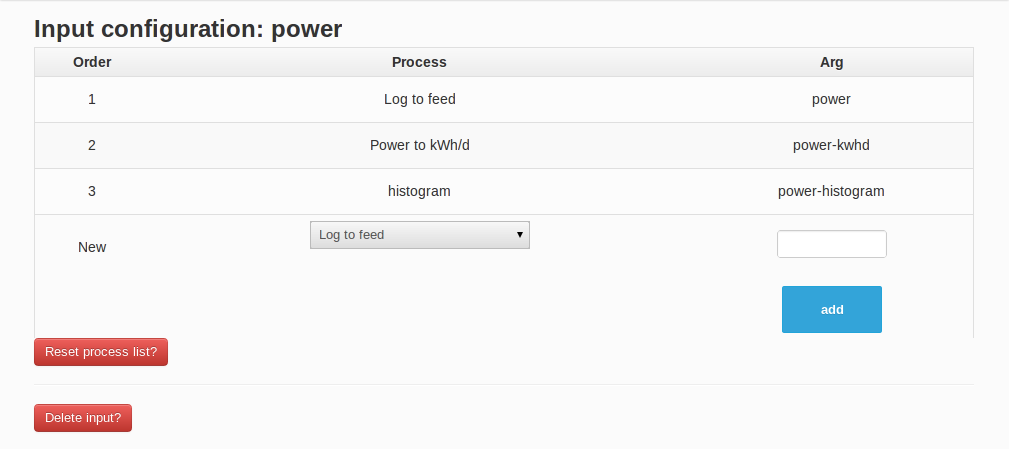 Input configuration: power
Order Process Arg
1 Log to feed power
2 Power to kWh/d power-kwhd
3 histogram power-histogram
New Log to feed
add
Reset process list?
Delete input?